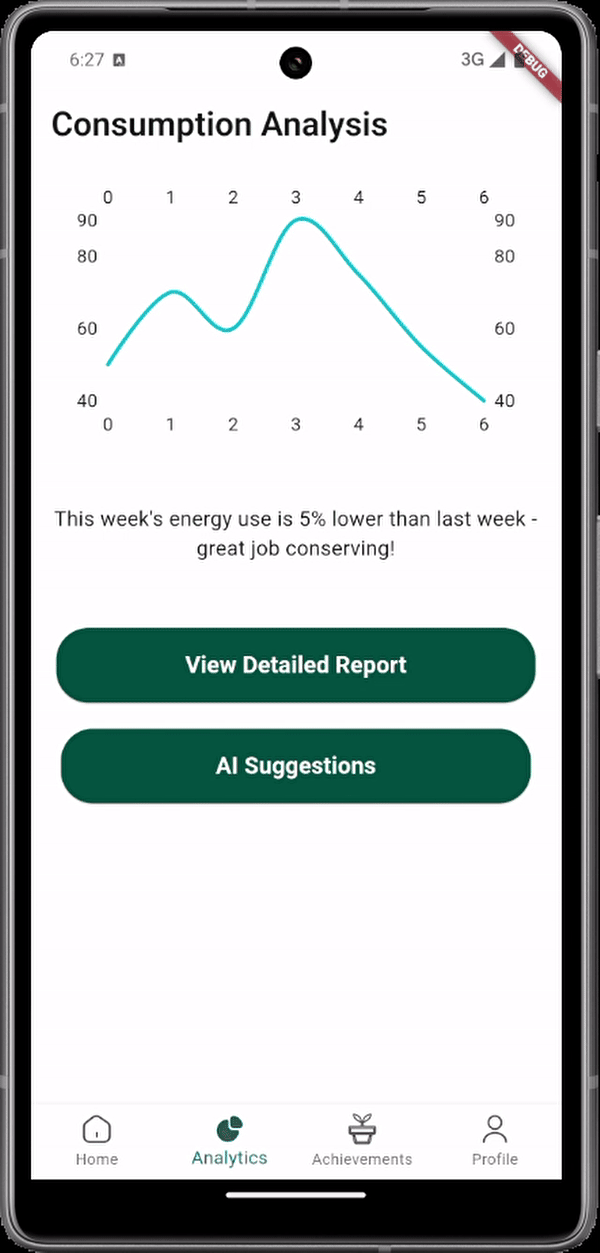 6:27
3G
DEBUG
Consumption Analysis
0 1 2 3 4 5 6
90 90
80 80
60 60
40 40
0 1 2 3 4 5 6
This week's energy use is 5% lower than last week -
great job conserving!
View Detailed Report
AI Suggestions
Home Analytics Achievements Profile